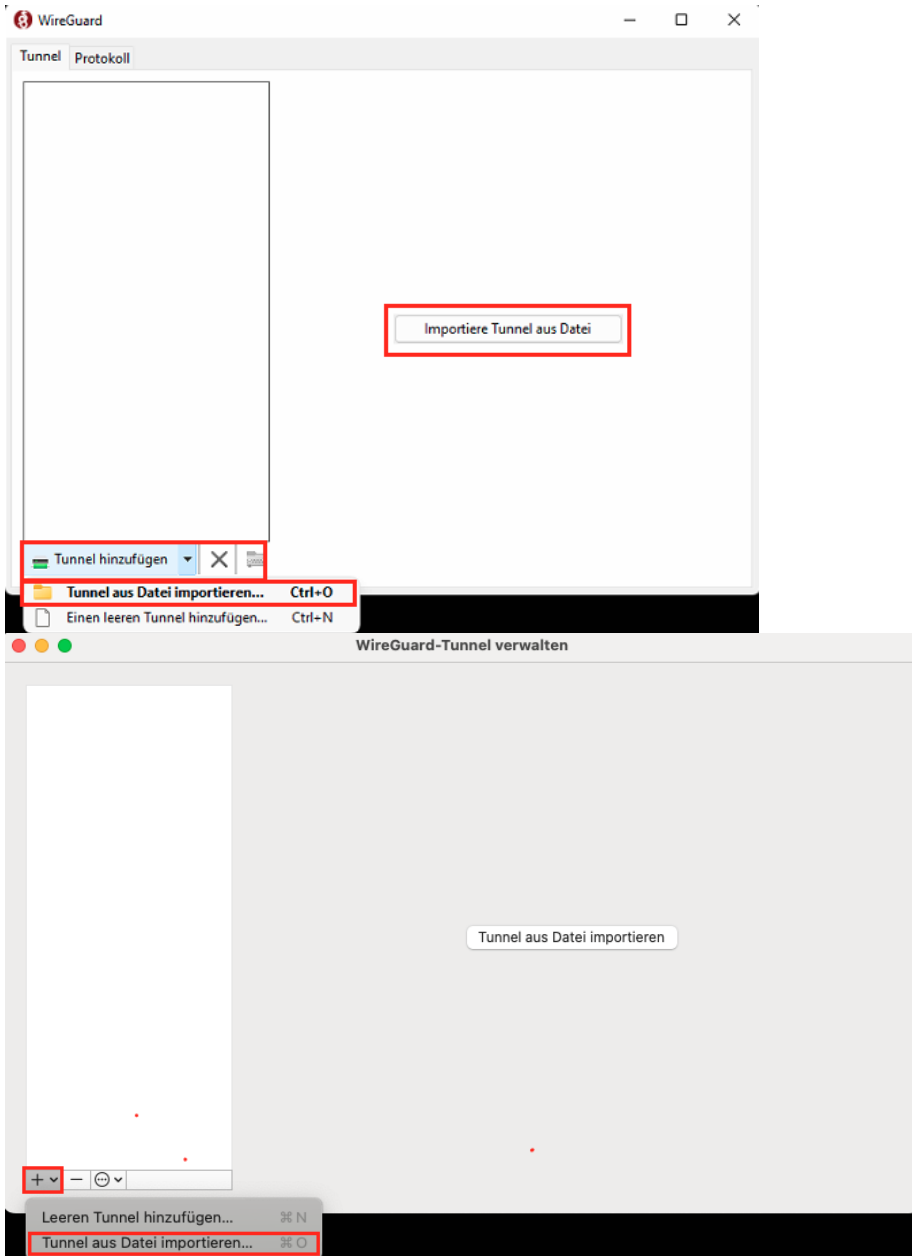 WireGuard
Tunnel Protokoll
Importiere Tunnel aus Datei
Tunnel hinzufügen
Tunnel aus Datei importieren... Ctrl+O
Einen leeren Tunnel hinzufügen... Ctrl+N
WireGuard-Tunnel verwalten
Tunnel aus Datei importieren
Leeren Tunnel hinzufügen... ⌘ N
Tunnel aus Datei importieren... ⌘ O